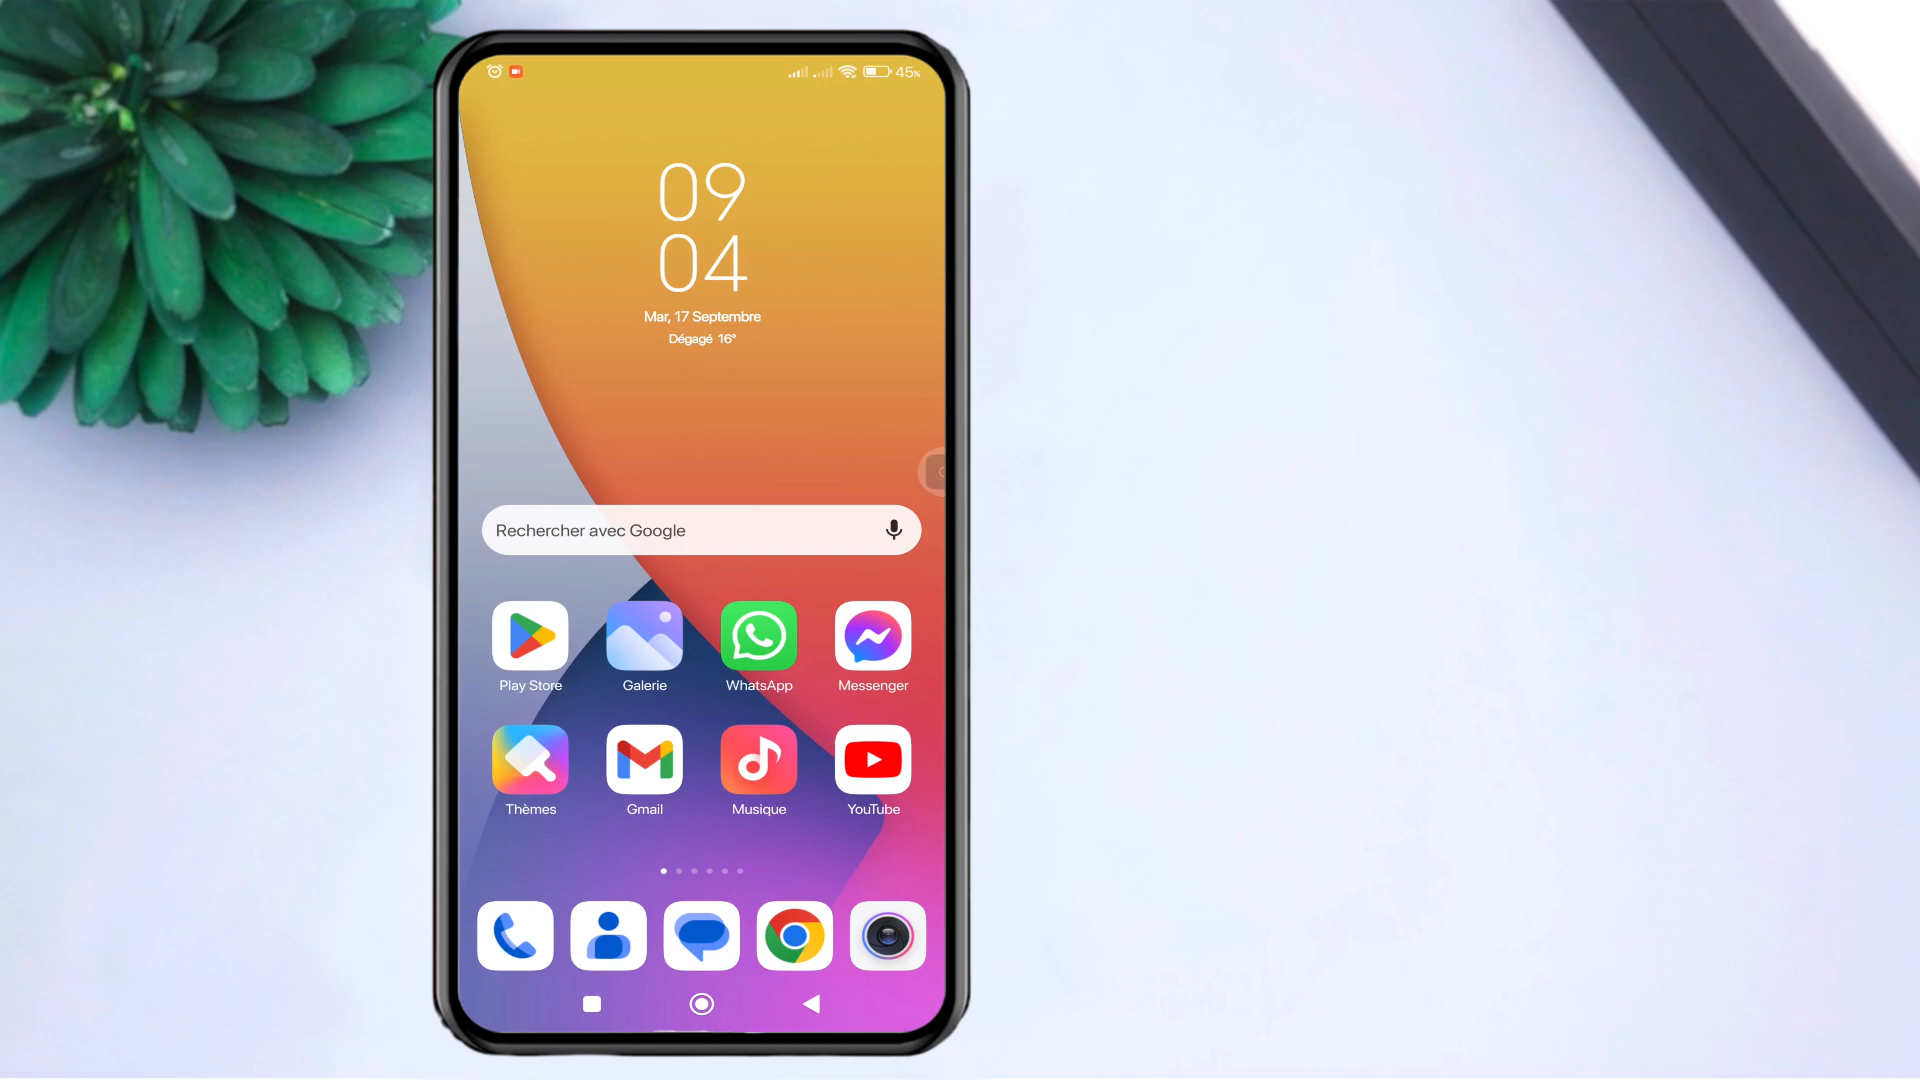 45%
09
04
Mar, 17 Septembre
Dégagé 16°
Rechercher avec Google
Play Store
Galerie
WhatsApp
Messenger
Thèmes
Gmail
Musique
YouTube